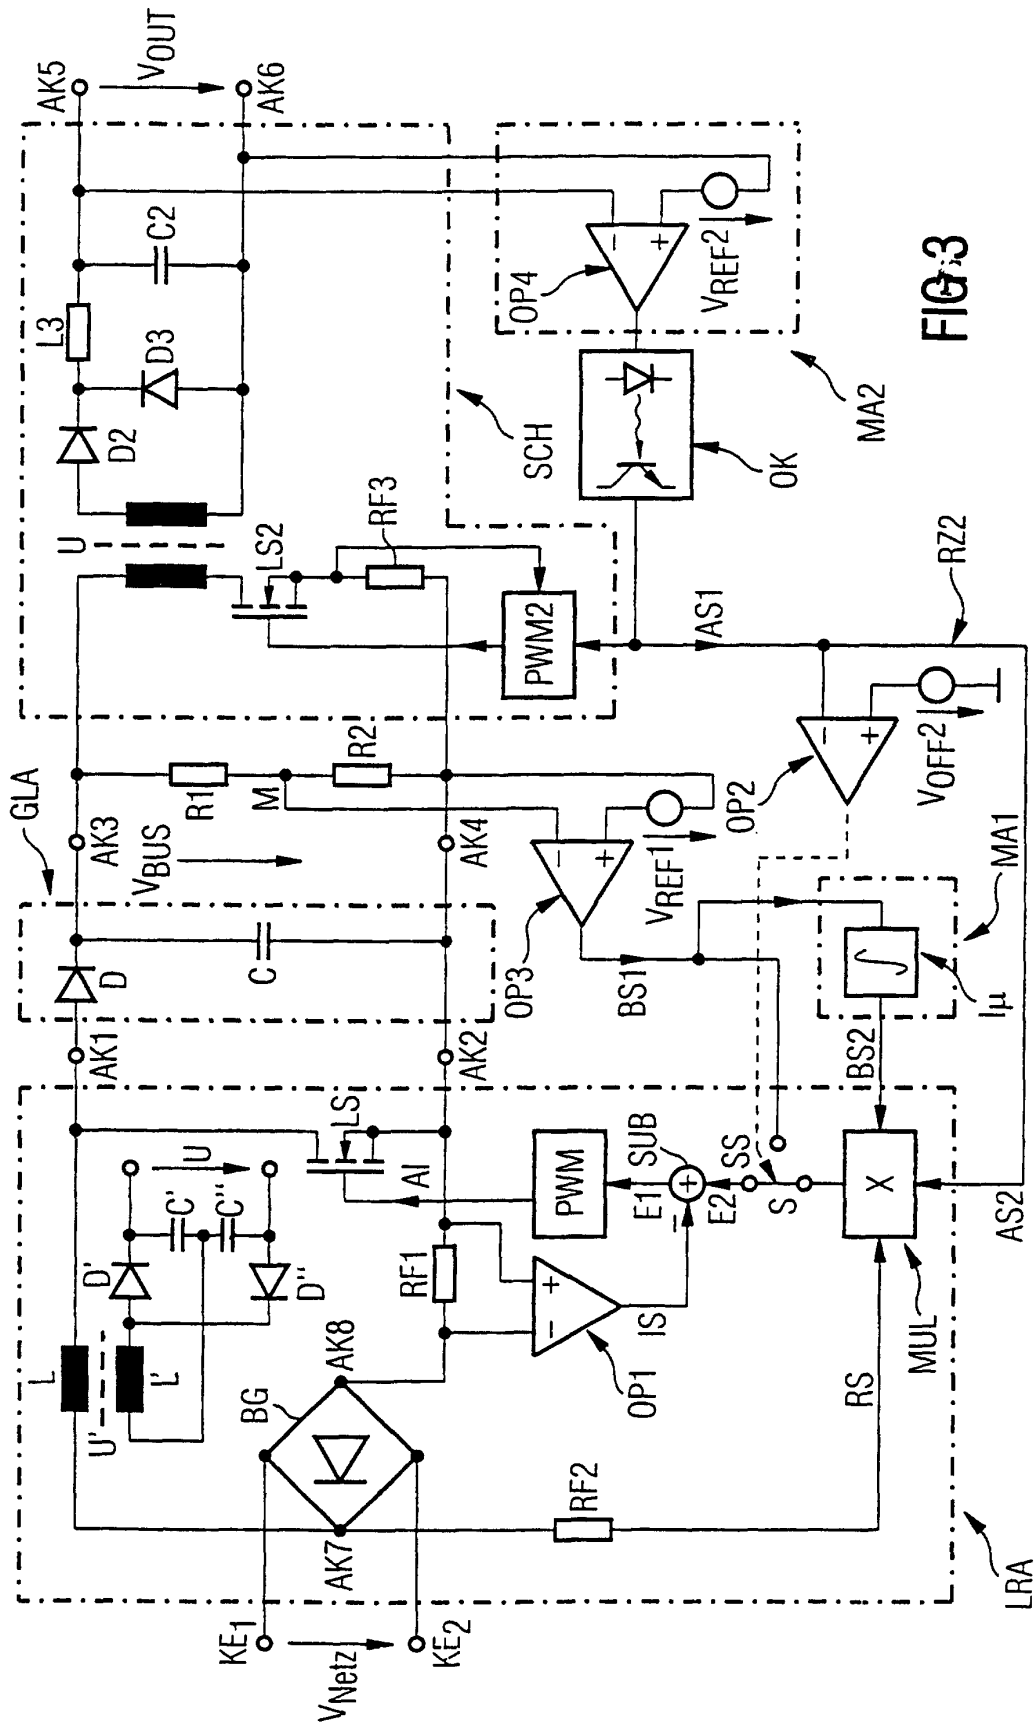 AK5
VOUT
AK6
L3
C2
D3
D2
U
LS2
RF3
SCH
PWM2
OP4
VREF2
MA2
OK
FIG 3
AS1
RZ2
GLA
AK3
R1
M
R2
VBUS
AK4
OP3
VREF1
OP2
VOFF2
D
C
AK1
AK2
BS1
BS2
Iμ
MA1
LS
AI
PWM
E1
SUB
E2
SS
S
X
MUL
AS2
L
U'
L'
D'
C'
C"
U
D"
RF1
OP1
IS
BG
AK8
AK7
RF2
RS
KE1
VNetz
KE2
LRA